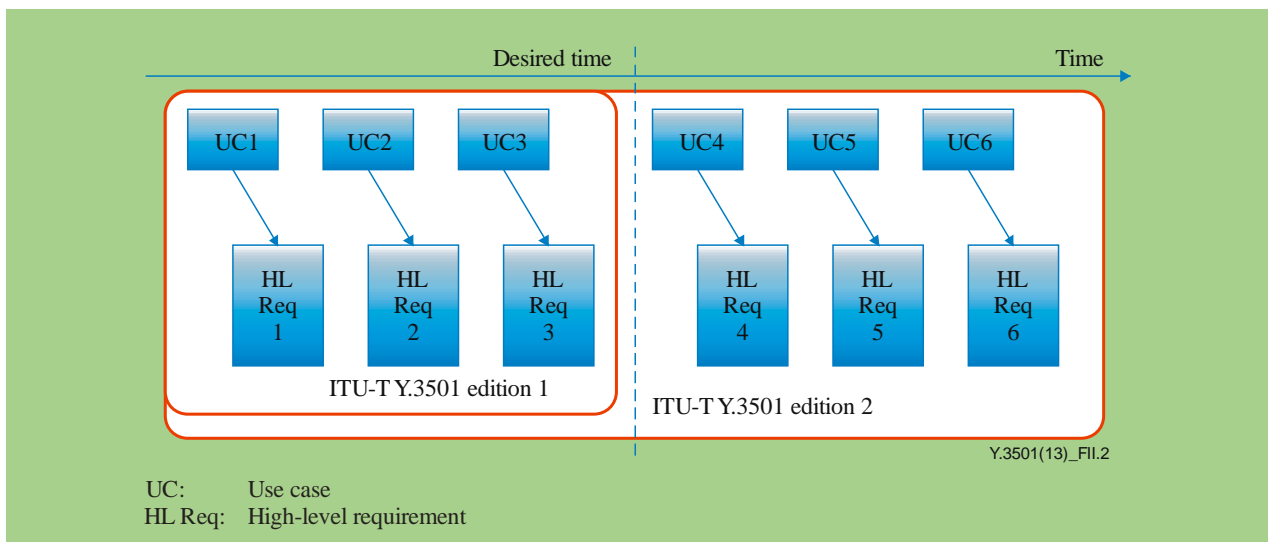 Desired time
Time
UC1
UC2
UC3
UC4
UC5
UC6
HL
Req
1
HL
Req
2
HL
Req
3
HL
Req
4
HL
Req
5
HL
Req
6
ITU-T Y.3501 edition 1
ITU-T Y.3501 edition 2
Y.3501(13)_FII.2
UC: Use case
HL Req: High-level requirement